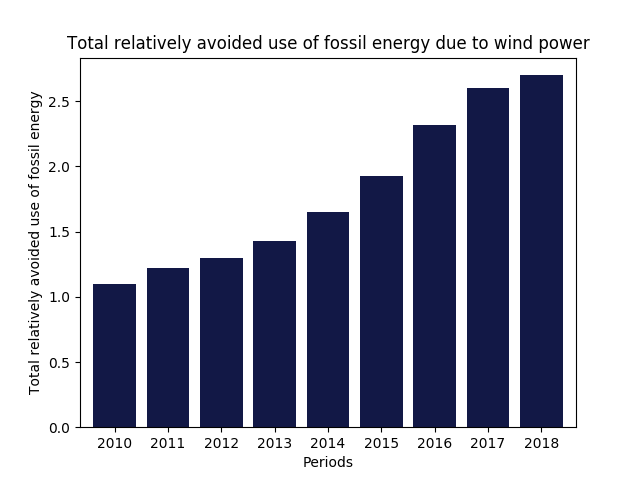 Total relatively avoided use of fossil energy due to wind power
Total relatively avoided use of fossil energy
2.5
2.0
1.5
1.0
0.5
0.0
2010 2011 2012 2013 2014 2015 2016 2017 2018
Periods